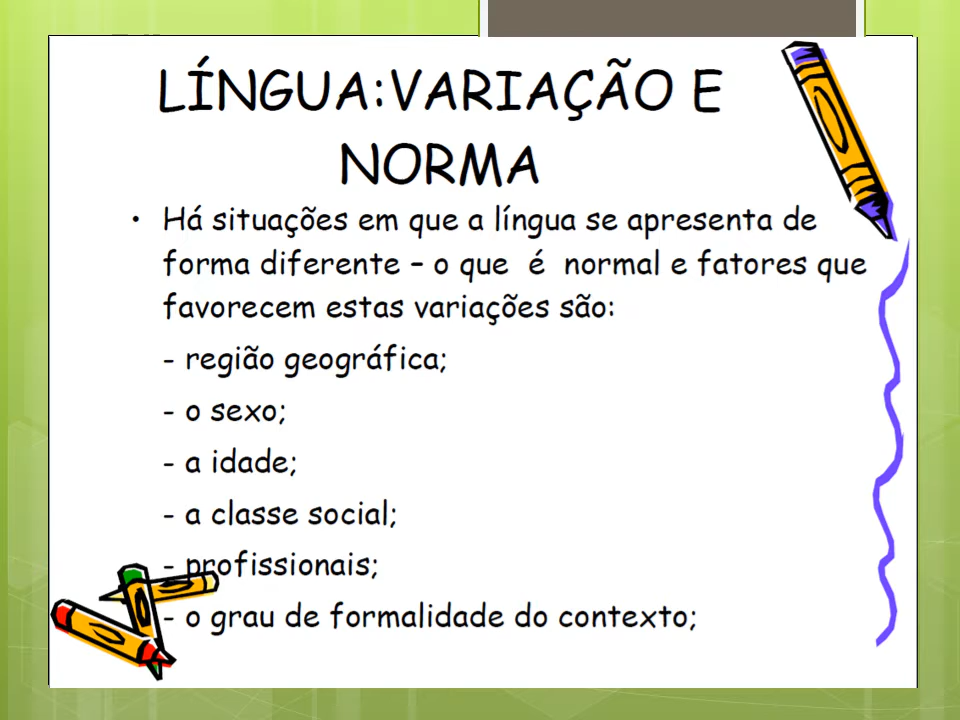 LÍNGUA:VARIAÇÃO E
NORMA
• Há situações em que a língua se apresenta de
forma diferente – o que é normal e fatores que
favorecem estas variações são:
- região geográfica;
- o sexo;
- a idade;
- a classe social;
- profissionais;
- o grau de formalidade do contexto;